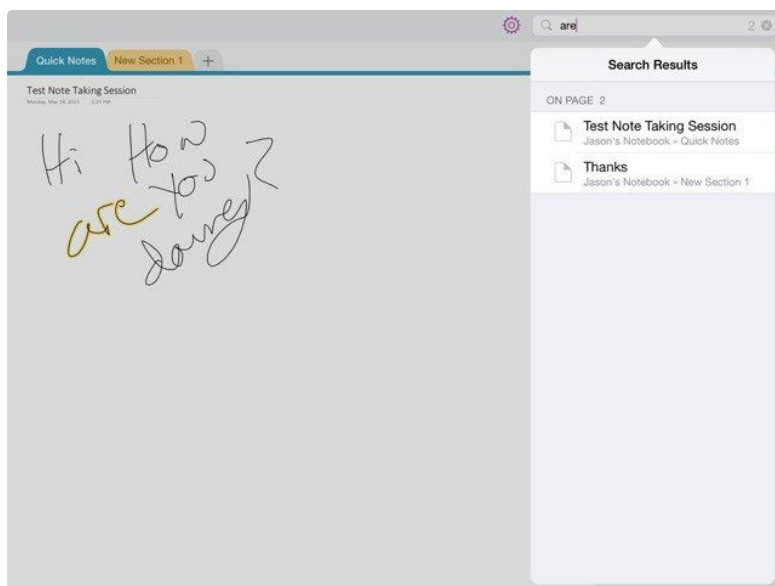 are 2
Quick Notes New Section 1 +
Search Results
Test Note Taking Session
ON PAGE 2
Test Note Taking Session
Jason's Notebook » Quick Notes
Thanks
Jason's Notebook » New Section 1
Hi How
are You ?
doing